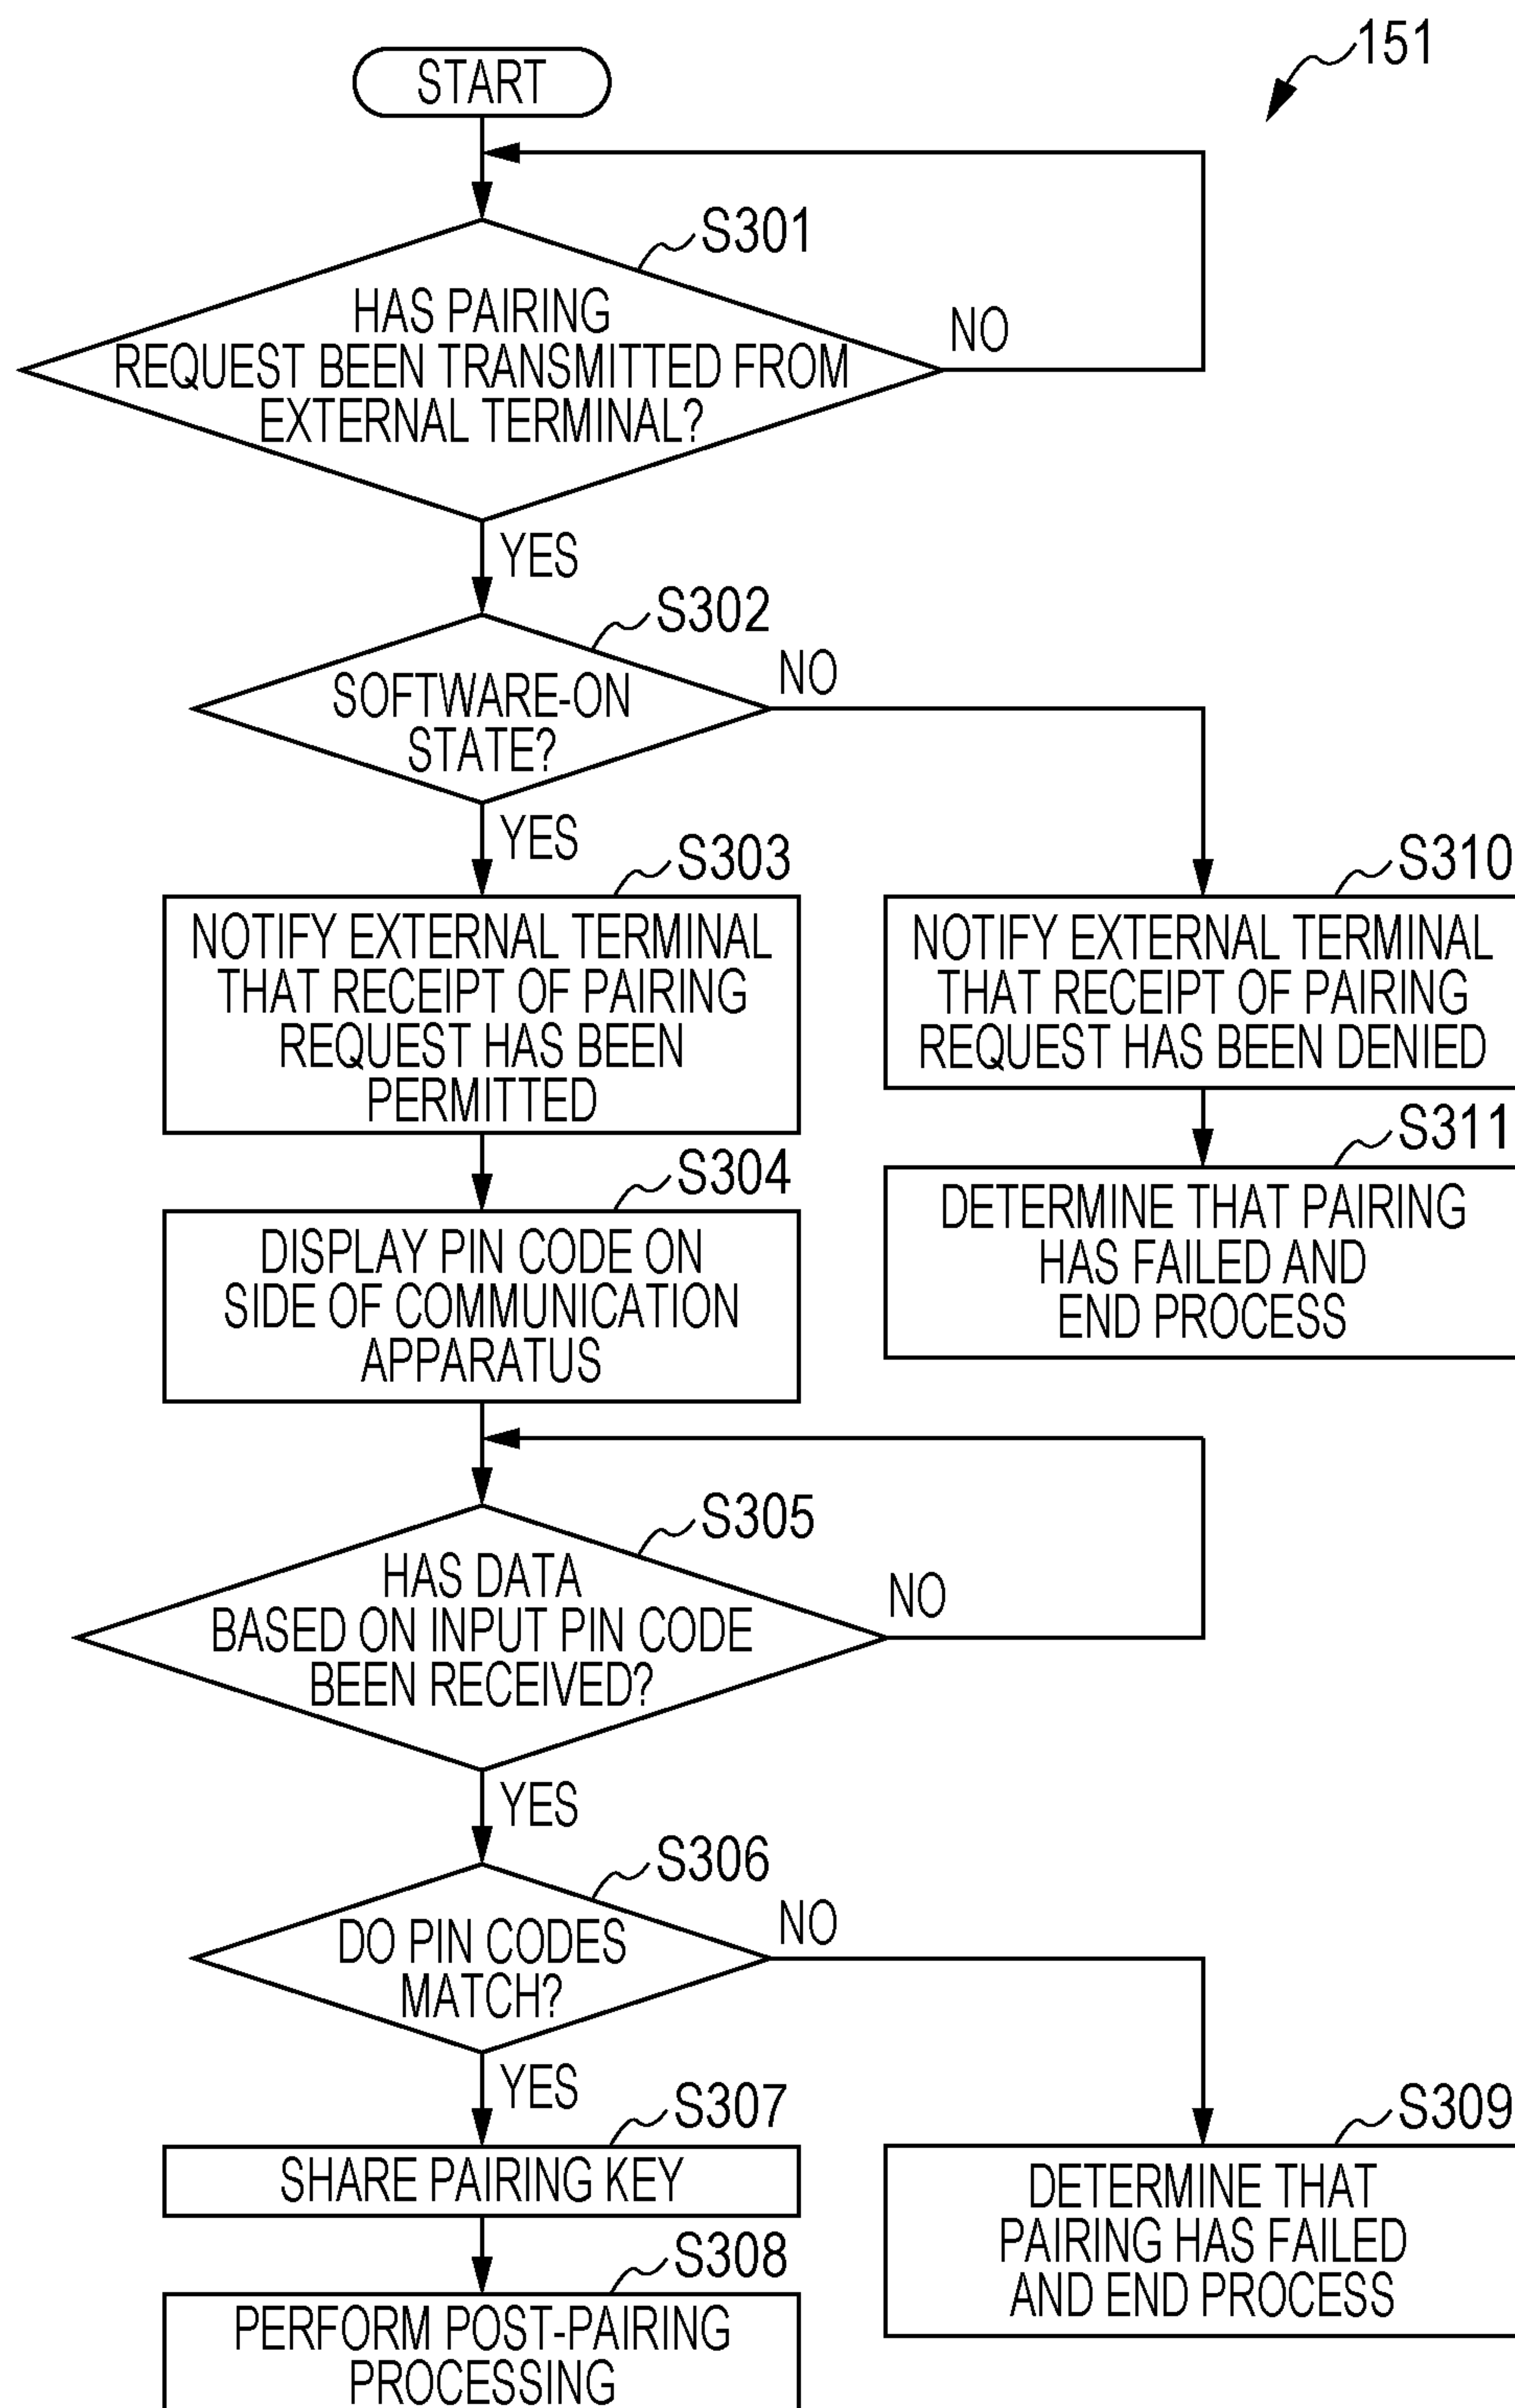 151
START
S301
HAS PAIRING
REQUEST BEEN TRANSMITTED FROM
EXTERNAL TERMINAL?
NO
YES
S302
SOFTWARE-ON
STATE?
NO
YES
S303
NOTIFY EXTERNAL TERMINAL
THAT RECEIPT OF PAIRING
REQUEST HAS BEEN
PERMITTED
S310
NOTIFY EXTERNAL TERMINAL
THAT RECEIPT OF PAIRING
REQUEST HAS BEEN DENIED
S304
DISPLAY PIN CODE ON
SIDE OF COMMUNICATION
APPARATUS
S311
DETERMINE THAT PAIRING
HAS FAILED AND
END PROCESS
S305
HAS DATA
BASED ON INPUT PIN CODE
BEEN RECEIVED?
NO
YES
S306
DO PIN CODES
MATCH?
NO
YES
S307
SHARE PAIRING KEY
S309
DETERMINE THAT
PAIRING HAS FAILED
AND END PROCESS
S308
PERFORM POST-PAIRING
PROCESSING